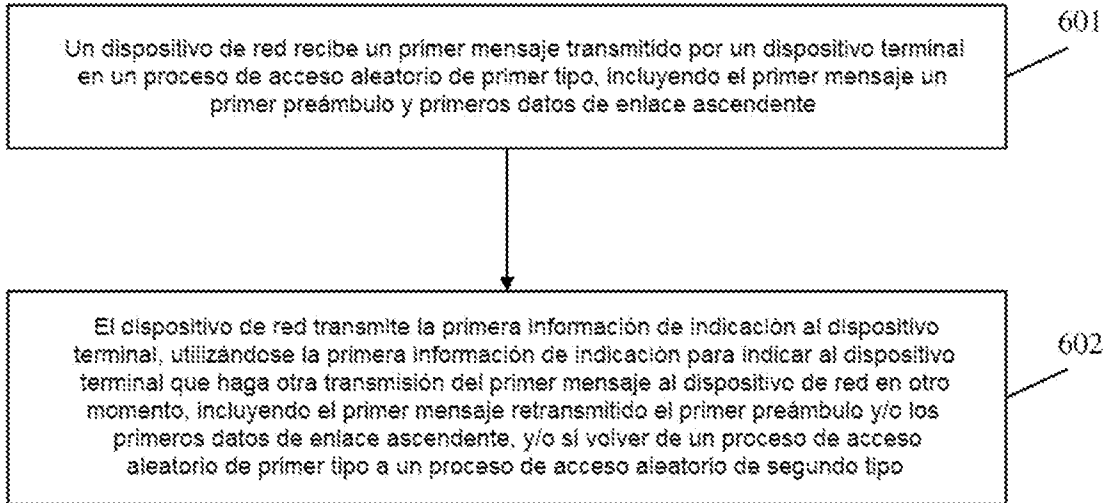 601
Un dispositivo de red recibe un primer mensaje transmitido por un dispositivo terminal
en un proceso de acceso aleatorio de primer tipo, incluyendo el primer mensaje un
primer preámbulo y primeros datos de enlace ascendente
602
El dispositivo de red transmite la primera información de indicación al dispositivo
terminal, utilizándose la primera información de indicación para indicar al dispositivo
terminal que haga otra transmisión del primer mensaje al dispositivo de red en otro
momento, incluyendo el primer mensaje retransmitido el primer preámbulo y/o los
primeros datos de enlace ascendente, y/o si volver de un proceso de acceso
aleatorio de primer tipo a un proceso de acceso aleatorio de segundo tipo